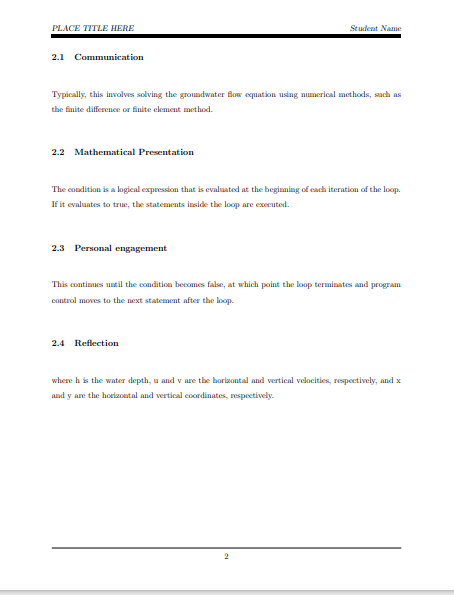 PLACE TITLE HERE Student Name
2.1 Communication
Typically, this involves solving the groundwater flow equation using numerical methods, such as
the finite difference or finite element method.
2.2 Mathematical Presentation
The condition is a logical expression that is evaluated at the beginning of each iteration of the loop.
If it evaluates to true, the statements inside the loop are executed.
2.3 Personal engagement
This continues until the condition becomes false, at which point the loop terminates and program
control moves to the next statement after the loop.
2.4 Reflection
where h is the water depth, u and v are the horizontal and vertical velocities, respectively, and x
and y are the horizontal and vertical coordinates, respectively.
2